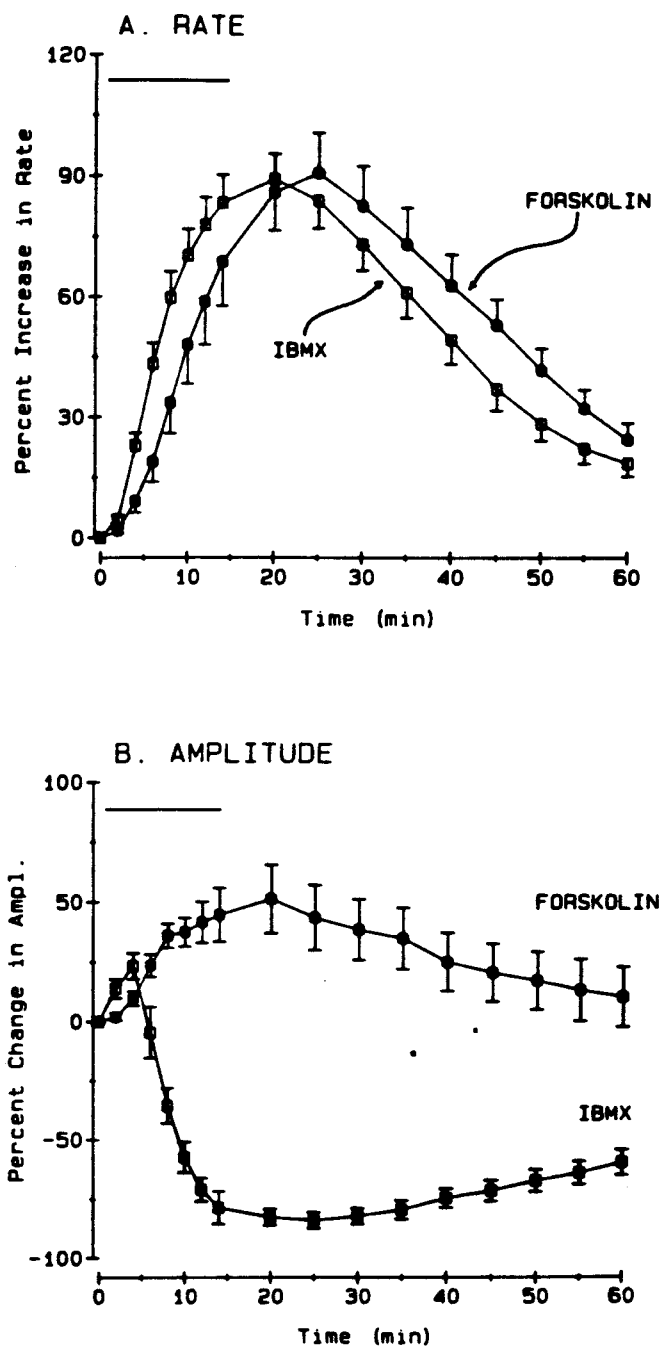 A. RATE
120
90
60
30
0
Percent Increase in Rate
FORSKOLIN
IBMX
0 10 20 30 40 50 60
Time (min)
B. AMPLITUDE
100
50
0
-50
-100
Percent Change in Ampl.
FORSKOLIN
IBMX
0 10 20 30 40 50 60
Time (min)